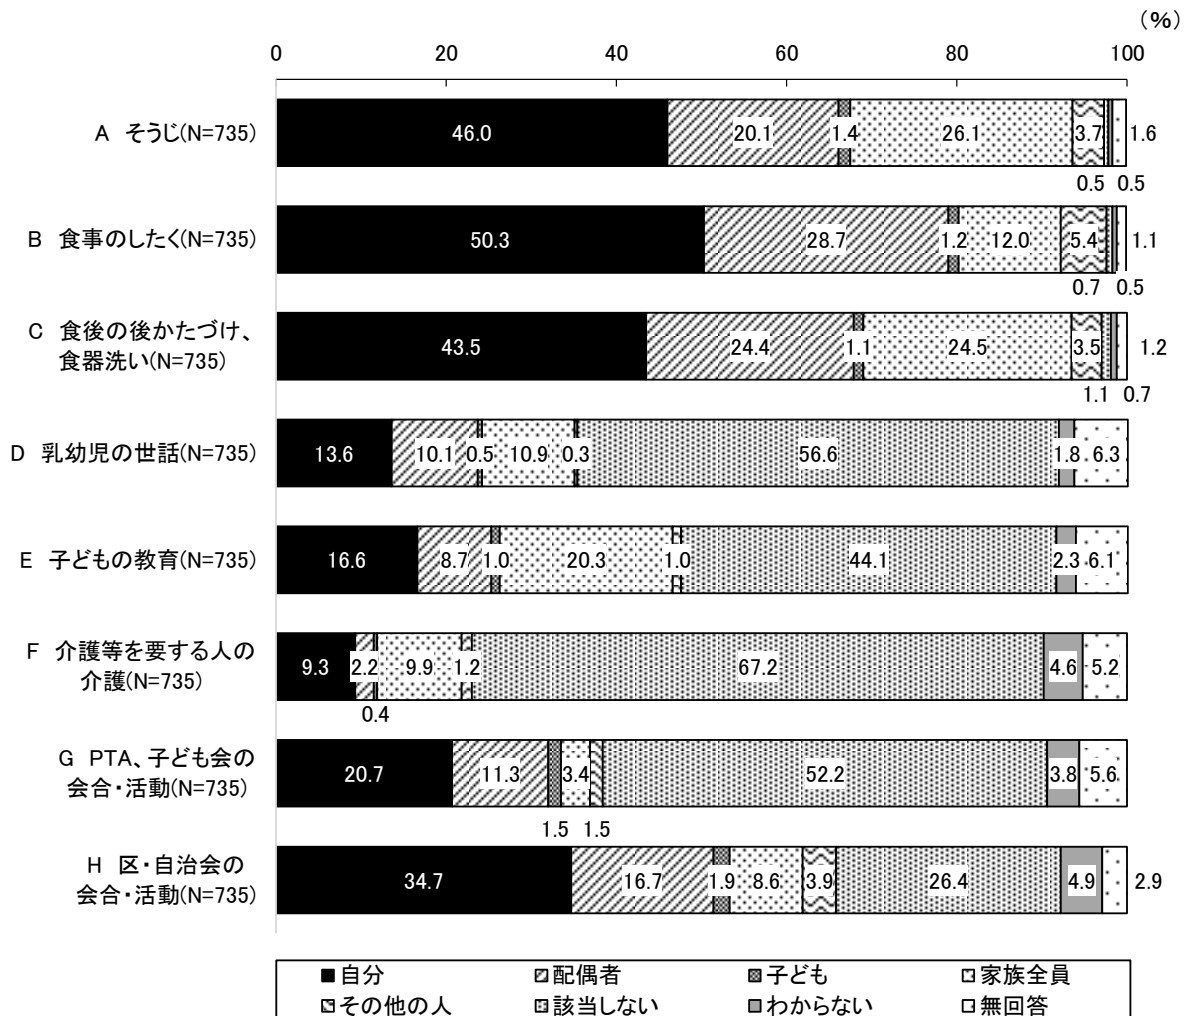 （％）
0 20 40 60 80 100
A そうじ(N=735)
46.0 20.1 1.4 26.1 3.7 1.6
0.5 0.5
B 食事のしたく(N=735)
50.3 28.7 1.2 12.0 5.4 1.1
0.7 0.5
C 食後の後かたづけ、
食器洗い(N=735)
43.5 24.4 1.1 24.5 3.5 1.2
1.1 0.7
D 乳幼児の世話(N=735)
13.6 10.1 0.5 10.9 0.3 56.6 1.8 6.3
E 子どもの教育(N=735)
16.6 8.7 1.0 20.3 1.0 44.1 2.3 6.1
F 介護等を要する人の
介護(N=735)
9.3 2.2 9.9 1.2 67.2 4.6 5.2
0.4
G PTA、子ども会の
会合・活動(N=735)
20.7 11.3 3.4 52.2 3.8 5.6
1.5 1.5
H 区・自治会の
会合・活動(N=735)
34.7 16.7 1.9 8.6 3.9 26.4 4.9 2.9
自分 配偶者 子ども 家族全員
その他の人 該当しない わからない 無回答